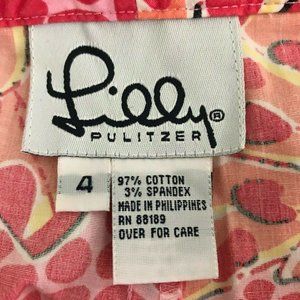 Lilly®
PULITZER
4
97% COTTON
3% SPANDEX
MADE IN PHILIPPINES
RN 88189
OVER FOR CARE